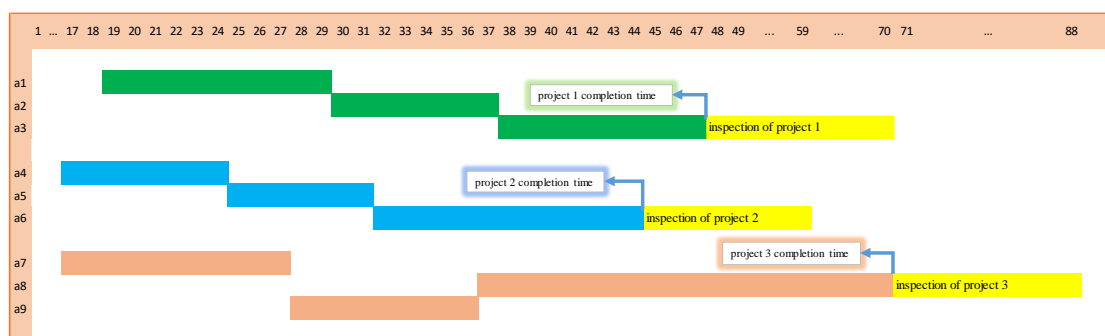 1 ... 17 18 19 20 21 22 23 24 25 26 27 28 29 30 31 32 33 34 35 36 37 38 39 40 41 42 43 44 45 46 47 48 49 ... 59 ... 70 71 ... 88
a1
project 1 completion time
a2
a3 inspection of project 1
a4
project 2 completion time
a5
a6 inspection of project 2
project 3 completion time
a7
a8 inspection of project 3
a9